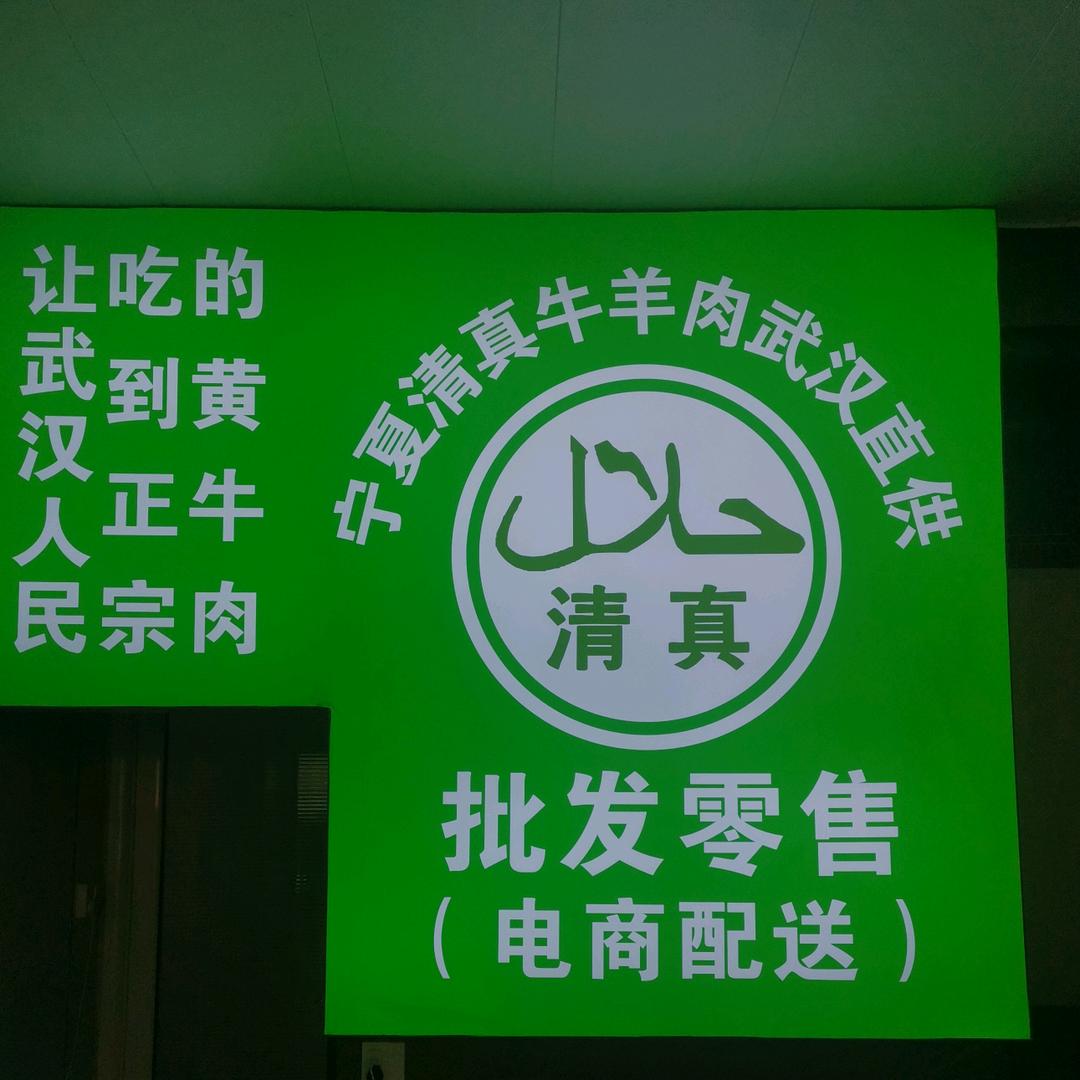 让武汉人民
吃到正宗
的黄牛肉
宁夏清真牛羊肉武汉直供
حلال
清真
批发零售
（电商配送）